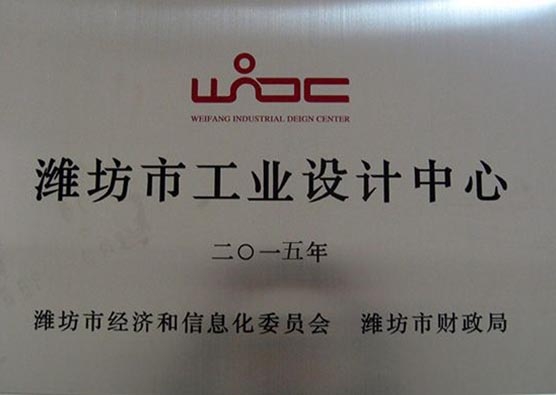 WIDC
WEIFANG INDUSTRIAL DEIGN CENTER
潍坊市工业设计中心
二〇一五年
潍坊市经济和信息化委员会 潍坊市财政局